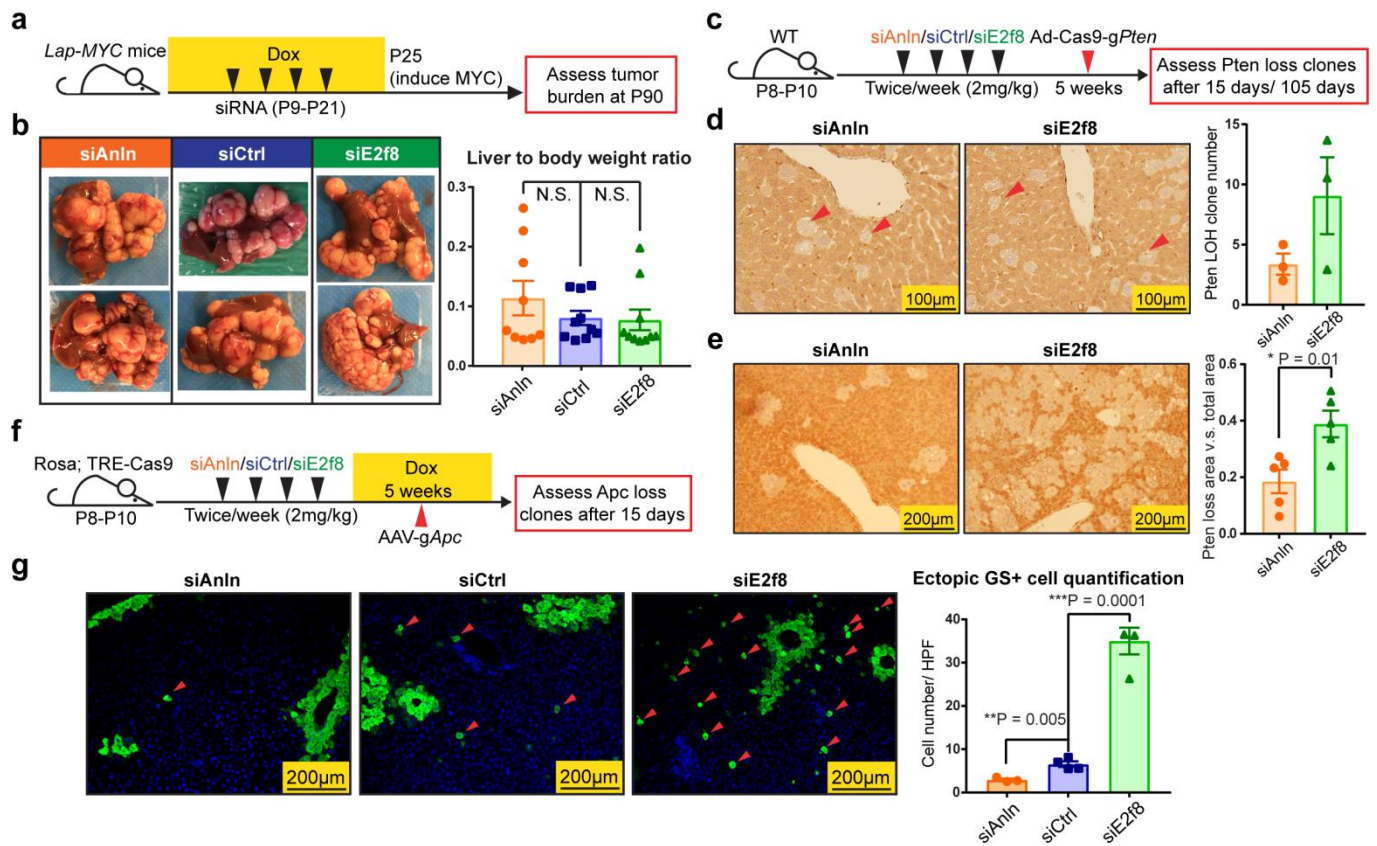 a
Lap-MYC mice
Dox
P25
(induce MYC)
siRNA (P9-P21)
Assess tumor
burden at P90
b
siAnln
siCtrl
siE2f8
Liver to body weight ratio
0.3
0.2
0.1
0.0
N.S.
N.S.
siAnln
siCtrl
siE2f8
c
WT
P8-P10
siAnln/siCtrl/siE2f8
Ad-Cas9-gPten
Twice/week (2mg/kg)
5 weeks
Assess Pten loss clones
after 15 days/ 105 days
d
siAnln
siE2f8
100μm
100μm
Pten LOH clone number
15
10
5
0
siAnln
siE2f8
e
siAnln
siE2f8
200μm
200μm
Pten loss area v.s. total area
* P = 0.01
0.6
0.4
0.2
0.0
siAnln
siE2f8
f
Rosa; TRE-Cas9
P8-P10
siAnln/siCtrl/siE2f8
Twice/week (2mg/kg)
Dox
5 weeks
AAV-gApc
Assess Apc loss
clones after 15 days
g
siAnln
siCtrl
siE2f8
200μm
200μm
200μm
Ectopic GS+ cell quantification
***P = 0.0001
**P = 0.005
Cell number/ HPF
40
30
20
10
0
siAnln
siCtrl
siE2f8